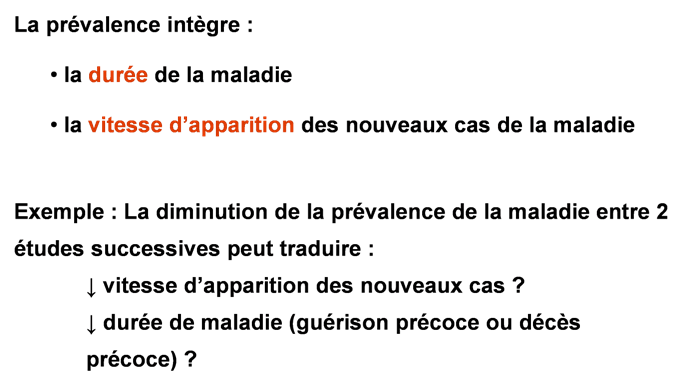 La prévalence intègre :
• la durée de la maladie
• la vitesse d’apparition des nouveaux cas de la maladie
Exemple : La diminution de la prévalence de la maladie entre 2
études successives peut traduire :
↓ vitesse d’apparition des nouveaux cas ?
↓ durée de maladie (guérison précoce ou décès
précoce) ?